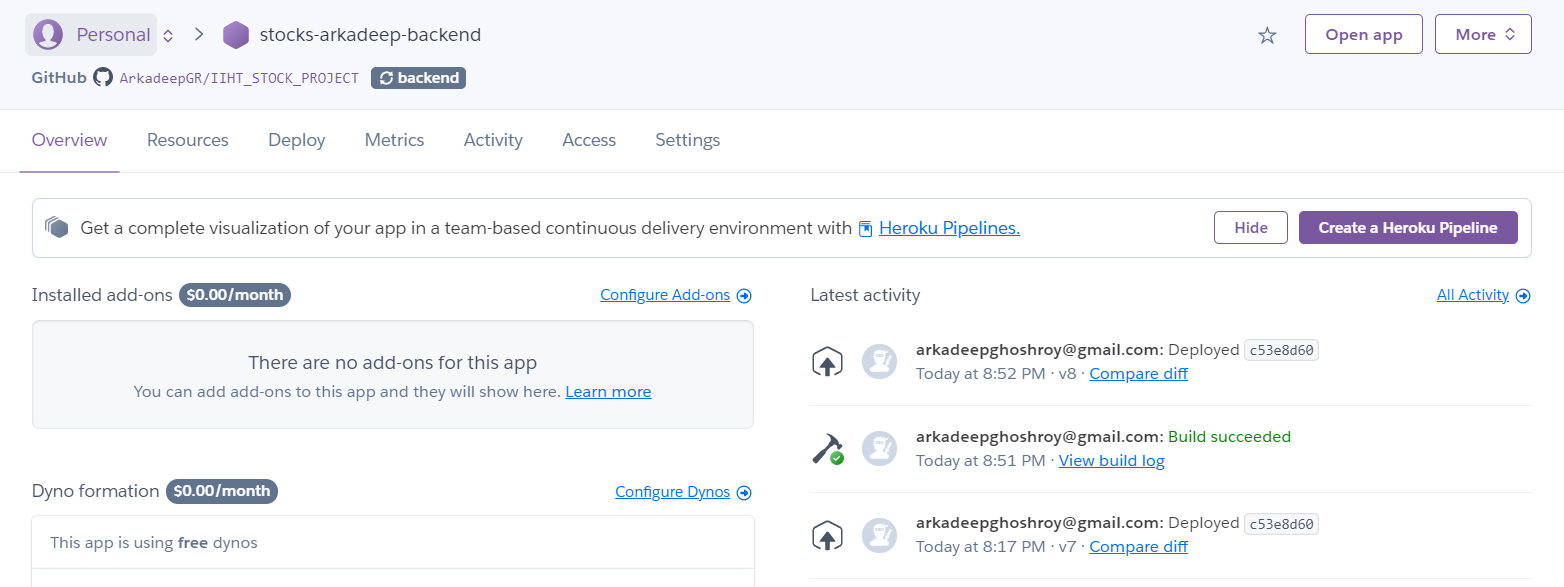 Personal stocks-arkadeep-backend Open app More
GitHub ArkadeepGR/IIHT_STOCK_PROJECT backend
Overview Resources Deploy Metrics Activity Access Settings
Get a complete visualization of your app in a team-based continuous delivery environment with Heroku Pipelines. Hide Create a Heroku Pipeline
Installed add-ons $0.00/month Configure Add-ons
There are no add-ons for this app
You can add add-ons to this app and they will show here. Learn more
Dyno formation $0.00/month Configure Dynos
This app is using free dynos
Latest activity All Activity
arkadeepghoshroy@gmail.com: Deployed c53e8d60
Today at 8:52 PM · v8 · Compare diff
arkadeepghoshroy@gmail.com: Build succeeded
Today at 8:51 PM · View build log
arkadeepghoshroy@gmail.com: Deployed c53e8d60
Today at 8:17 PM · v7 · Compare diff